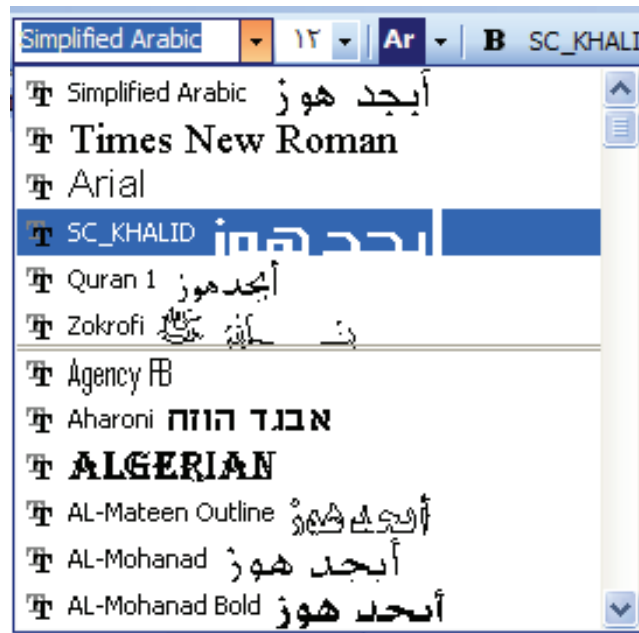 Simplified Arabic ١٢ Ar B SC_KHALI
Simplified Arabic أبجد هوز
Times New Roman
Arial
SC_KHALID أبجد هوز
Quran 1 أبجد هوز
Zokrofi
Agency FB
Aharoni אבגד הווה
ALGERIAN
AL-Mateen Outline أبجد هوز
AL-Mohanad أبجد هوز
AL-Mohanad Bold أبجد هوز